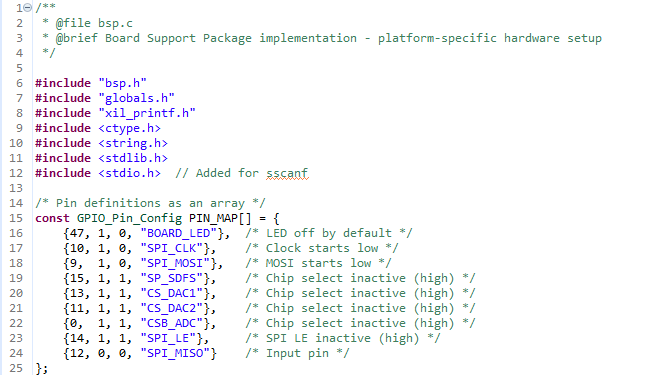 1 /**
2  * @file bsp.c
3  * @brief Board Support Package implementation - platform-specific hardware setup
4  */
5
6 #include "bsp.h"
7 #include "globals.h"
8 #include "xil_printf.h"
9 #include <ctype.h>
10 #include <string.h>
11 #include <stdlib.h>
12 #include <stdio.h>  // Added for sscanf
13
14 /* Pin definitions as an array */
15 const GPIO_Pin_Config PIN_MAP[] = {
16     {47, 1, 0, "BOARD_LED"},  /* LED off by default */
17     {10, 1, 0, "SPI_CLK"},    /* Clock starts low */
18     {9,  1, 0, "SPI_MOSI"},   /* MOSI starts low */
19     {15, 1, 1, "SP_SDFS"},    /* Chip select inactive (high) */
20     {13, 1, 1, "CS_DAC1"},    /* Chip select inactive (high) */
21     {11, 1, 1, "CS_DAC2"},    /* Chip select inactive (high) */
22     {0,  1, 1, "CSB_ADC"},    /* Chip select inactive (high) */
23     {14, 1, 1, "SPI_LE"},     /* SPI LE inactive (high) */
24     {12, 0, 0, "SPI_MISO"}    /* Input pin */
25 };